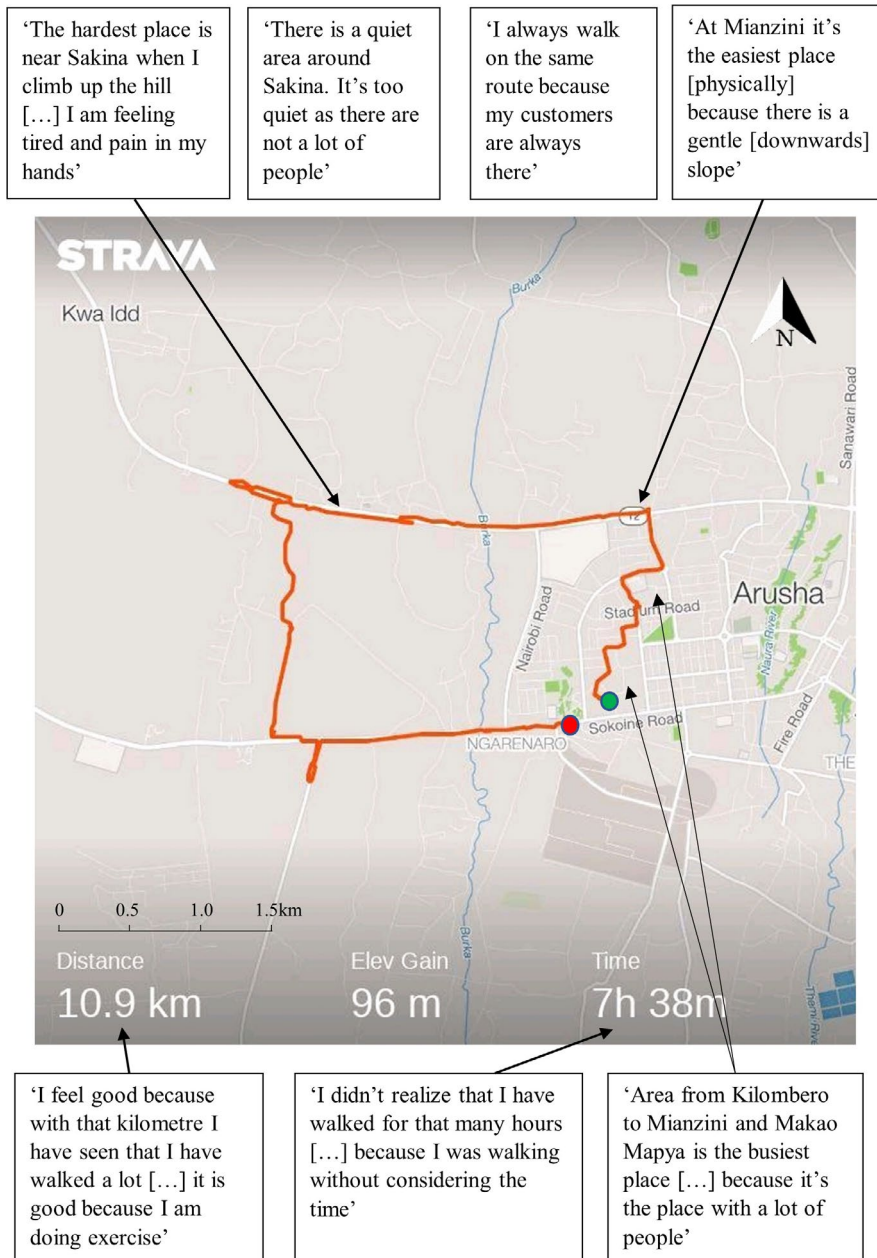 ‘The hardest place is
near Sakina when I
climb up the hill
[…] I am feeling
tired and pain in my
hands’
‘There is a quiet
area around
Sakina. It’s too
quiet as there are
not a lot of
people’
‘I always walk
on the same
route because
my customers
are always
there’
‘At Mianzini it’s
the easiest place
[physically]
because there is a
gentle [downwards]
slope’
STRAVA
Kwa Idd
Burka
N
Sanawari Road
Burka
12
Nairobi Road
Stadium Road
Arusha
Naura River
NGARENARO
Sokoine Road
Fire Road
THE
0 0.5 1.0 1.5km
Burka
Themi River
Distance Elev Gain Time
10.9 km 96 m 7h 38m
‘I feel good because
with that kilometre I
have seen that I have
walked a lot […] it is
good because I am
doing exercise’
‘I didn’t realize that I have
walked for that many hours
[…] because I was walking
without considering the
time’
‘Area from Kilombero
to Mianzini and Makao
Mapya is the busiest
place […] because it’s
the place with a lot of
people’